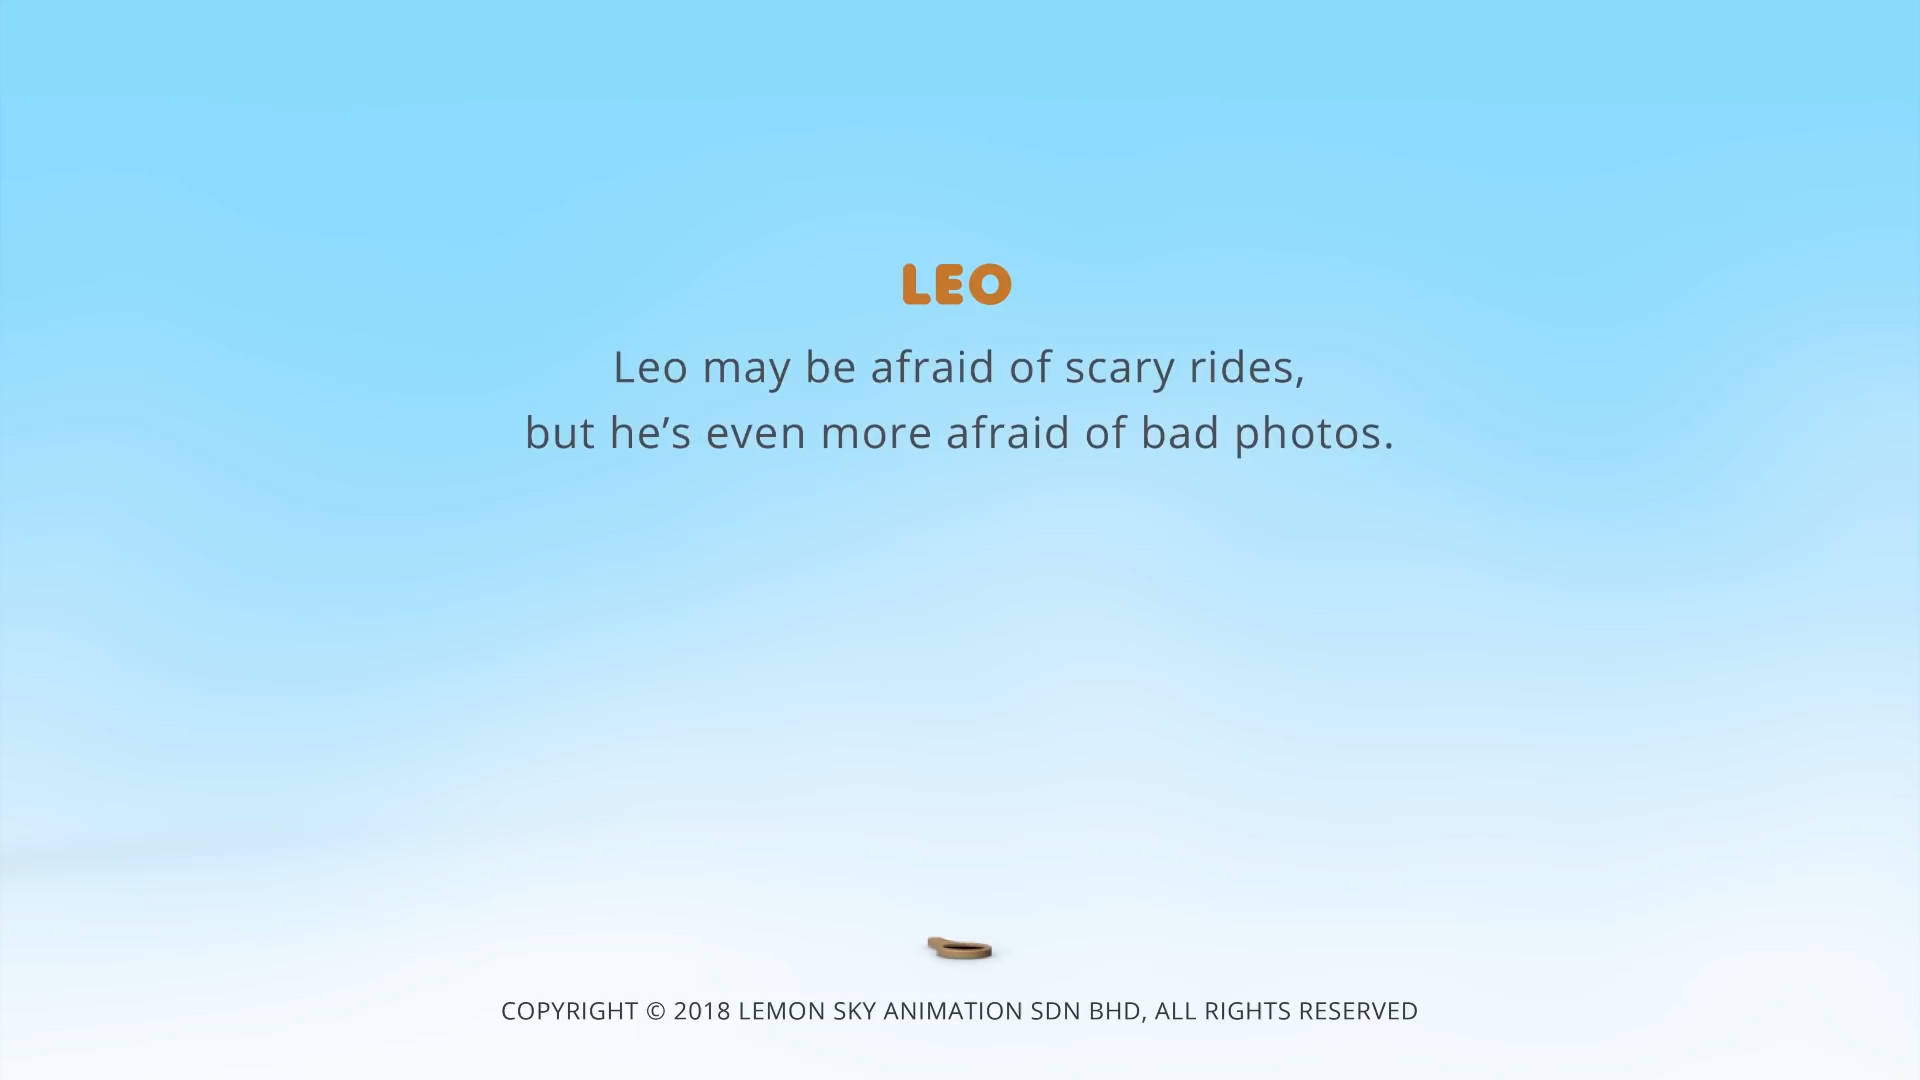 LEO
Leo may be afraid of scary rides,
but he’s even more afraid of bad photos.
COPYRIGHT © 2018 LEMON SKY ANIMATION SDN BHD, ALL RIGHTS RESERVED